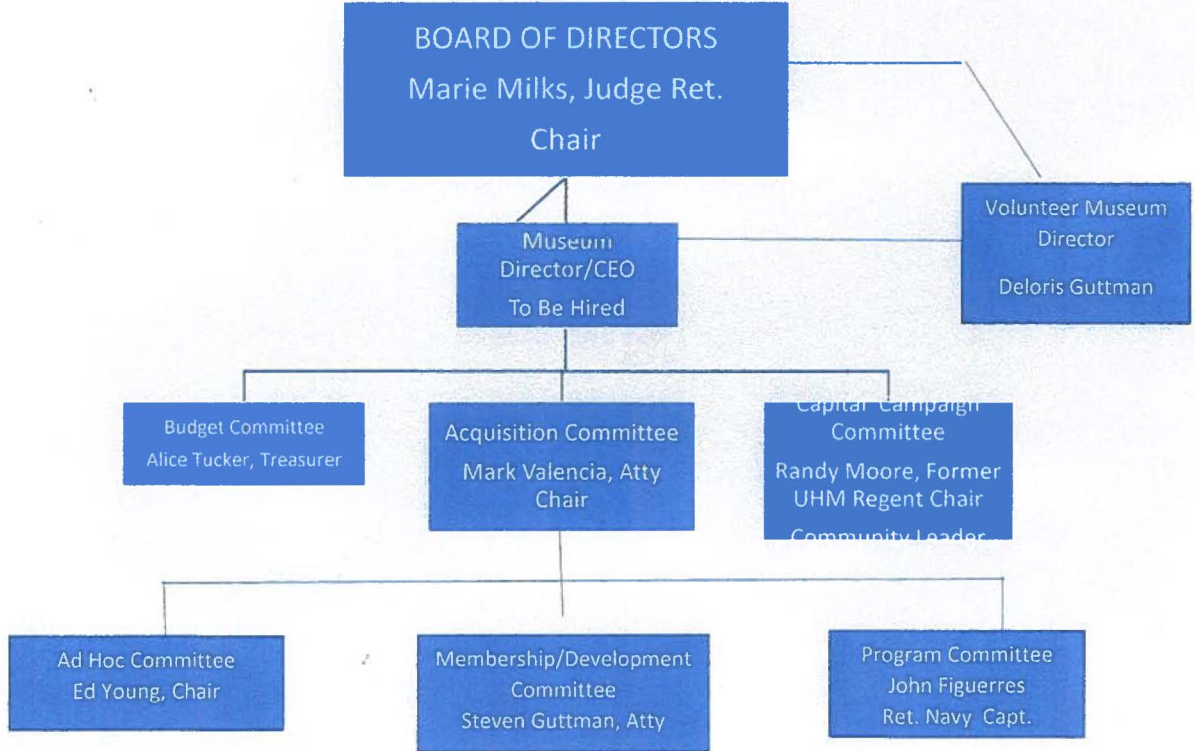 BOARD OF DIRECTORS
Marie Milks, Judge Ret.
Chair
Volunteer Museum
Director
Deloris Guttman
Museum
Director/CEO
To Be Hired
Budget Committee
Alice Tucker, Treasurer
Acquisition Committee
Mark Valencia, Atty
Chair
Capital Campaign
Committee
Randy Moore, Former
UHM Regent Chair
Community Leader
Ad Hoc Committee
Ed Young, Chair
Membership/Development
Committee
Steven Guttman, Atty
Program Committee
John Figuerres
Ret. Navy Capt.